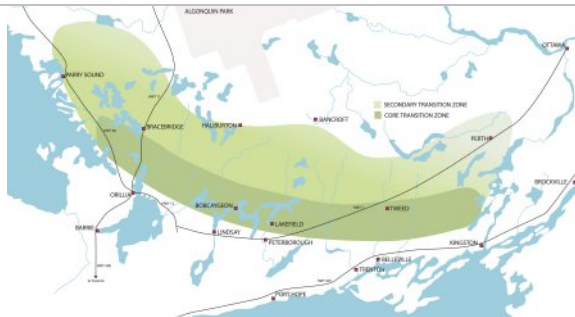 ALGONQUIN PARK
OTTAWA
PARRY SOUND
SECONDARY TRANSITION ZONE
CORE TRANSITION ZONE
BANCROFT
HALIBURTON
BRACEBRIDGE
PERTH
BROCKVILLE
ORILLIA
BOBCAYGEON
TWEED
LAKEFIELD
BARRIE
LINDSAY
PETERBOROUGH
KINGSTON
BELLEVILLE
TRENTON
PORT HOPE